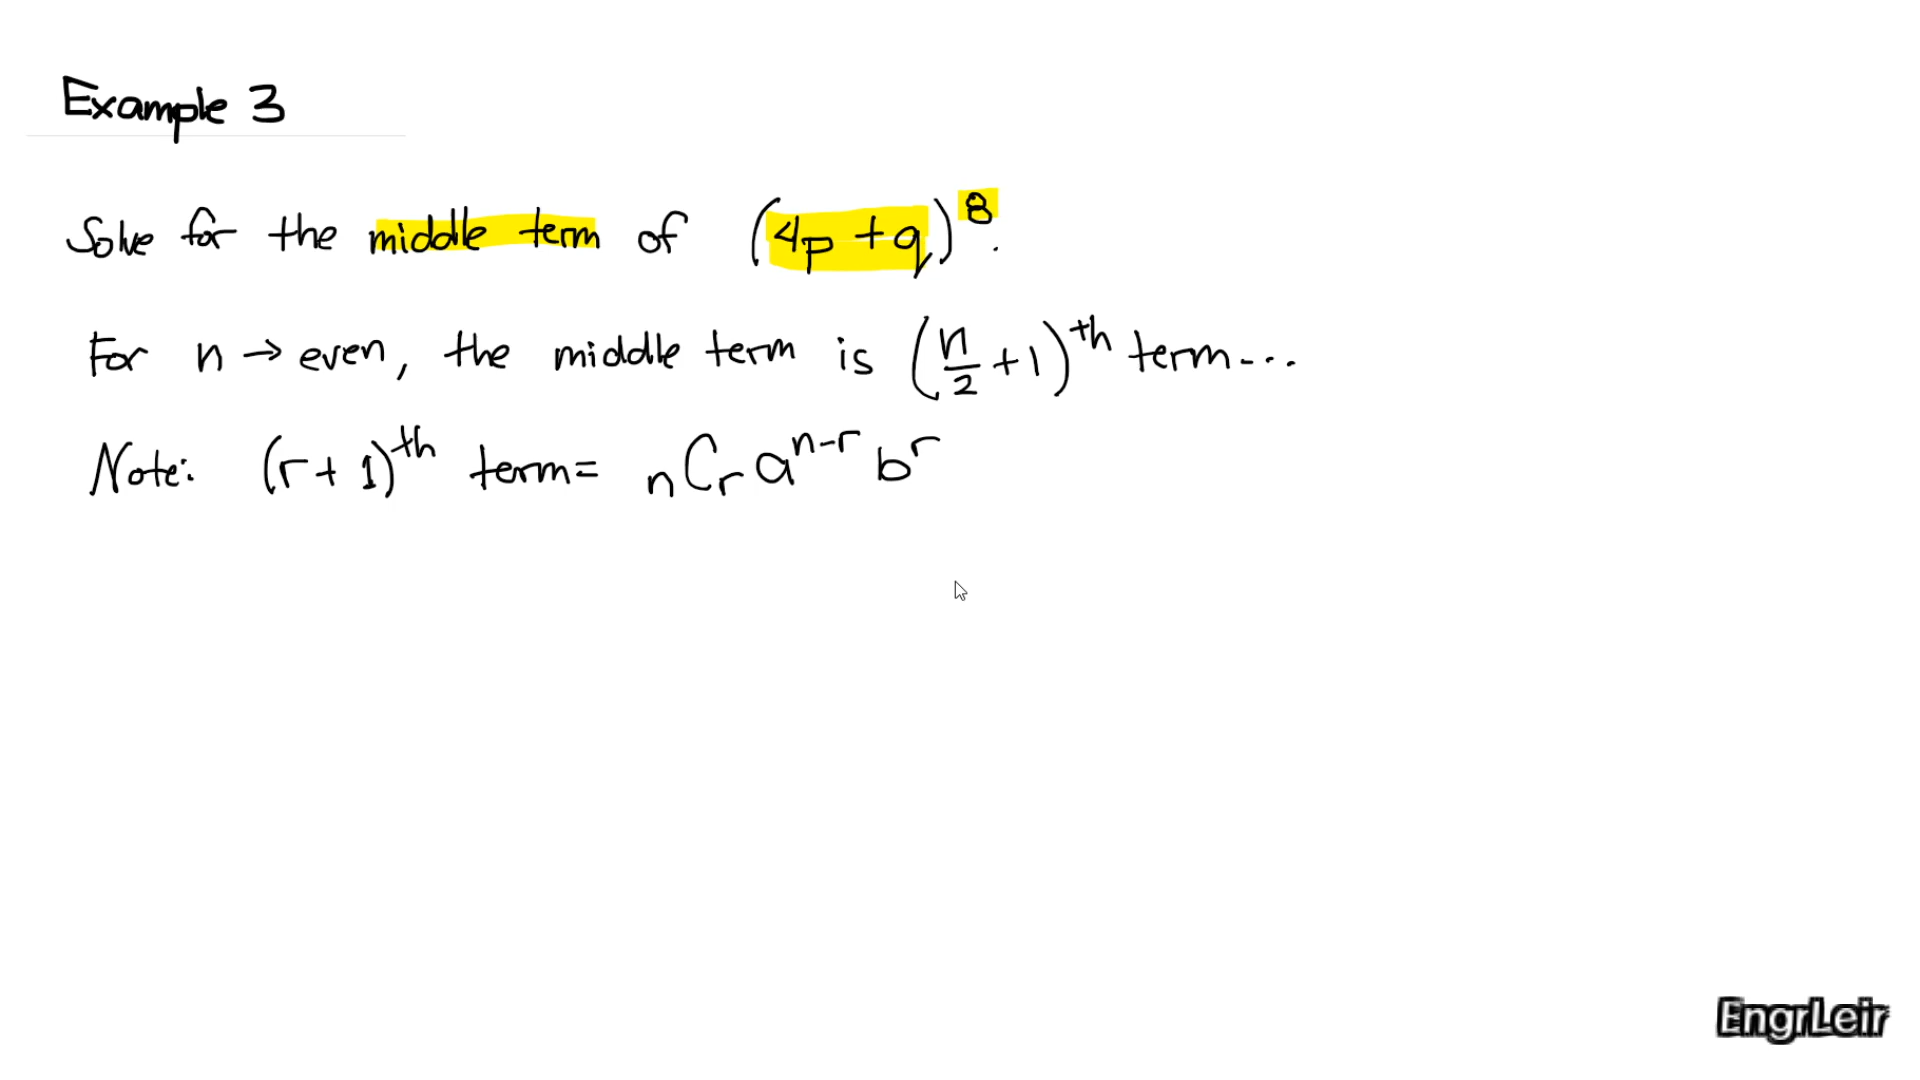 Example 3
Solve for the middle term of (4p + q)⁸.
For n → even, the middle term is (n/2 + 1)ᵗʰ term...
Note: (r + 1)ᵗʰ term = ₙCᵣ aⁿ⁻ʳ bʳ
EngrLeir